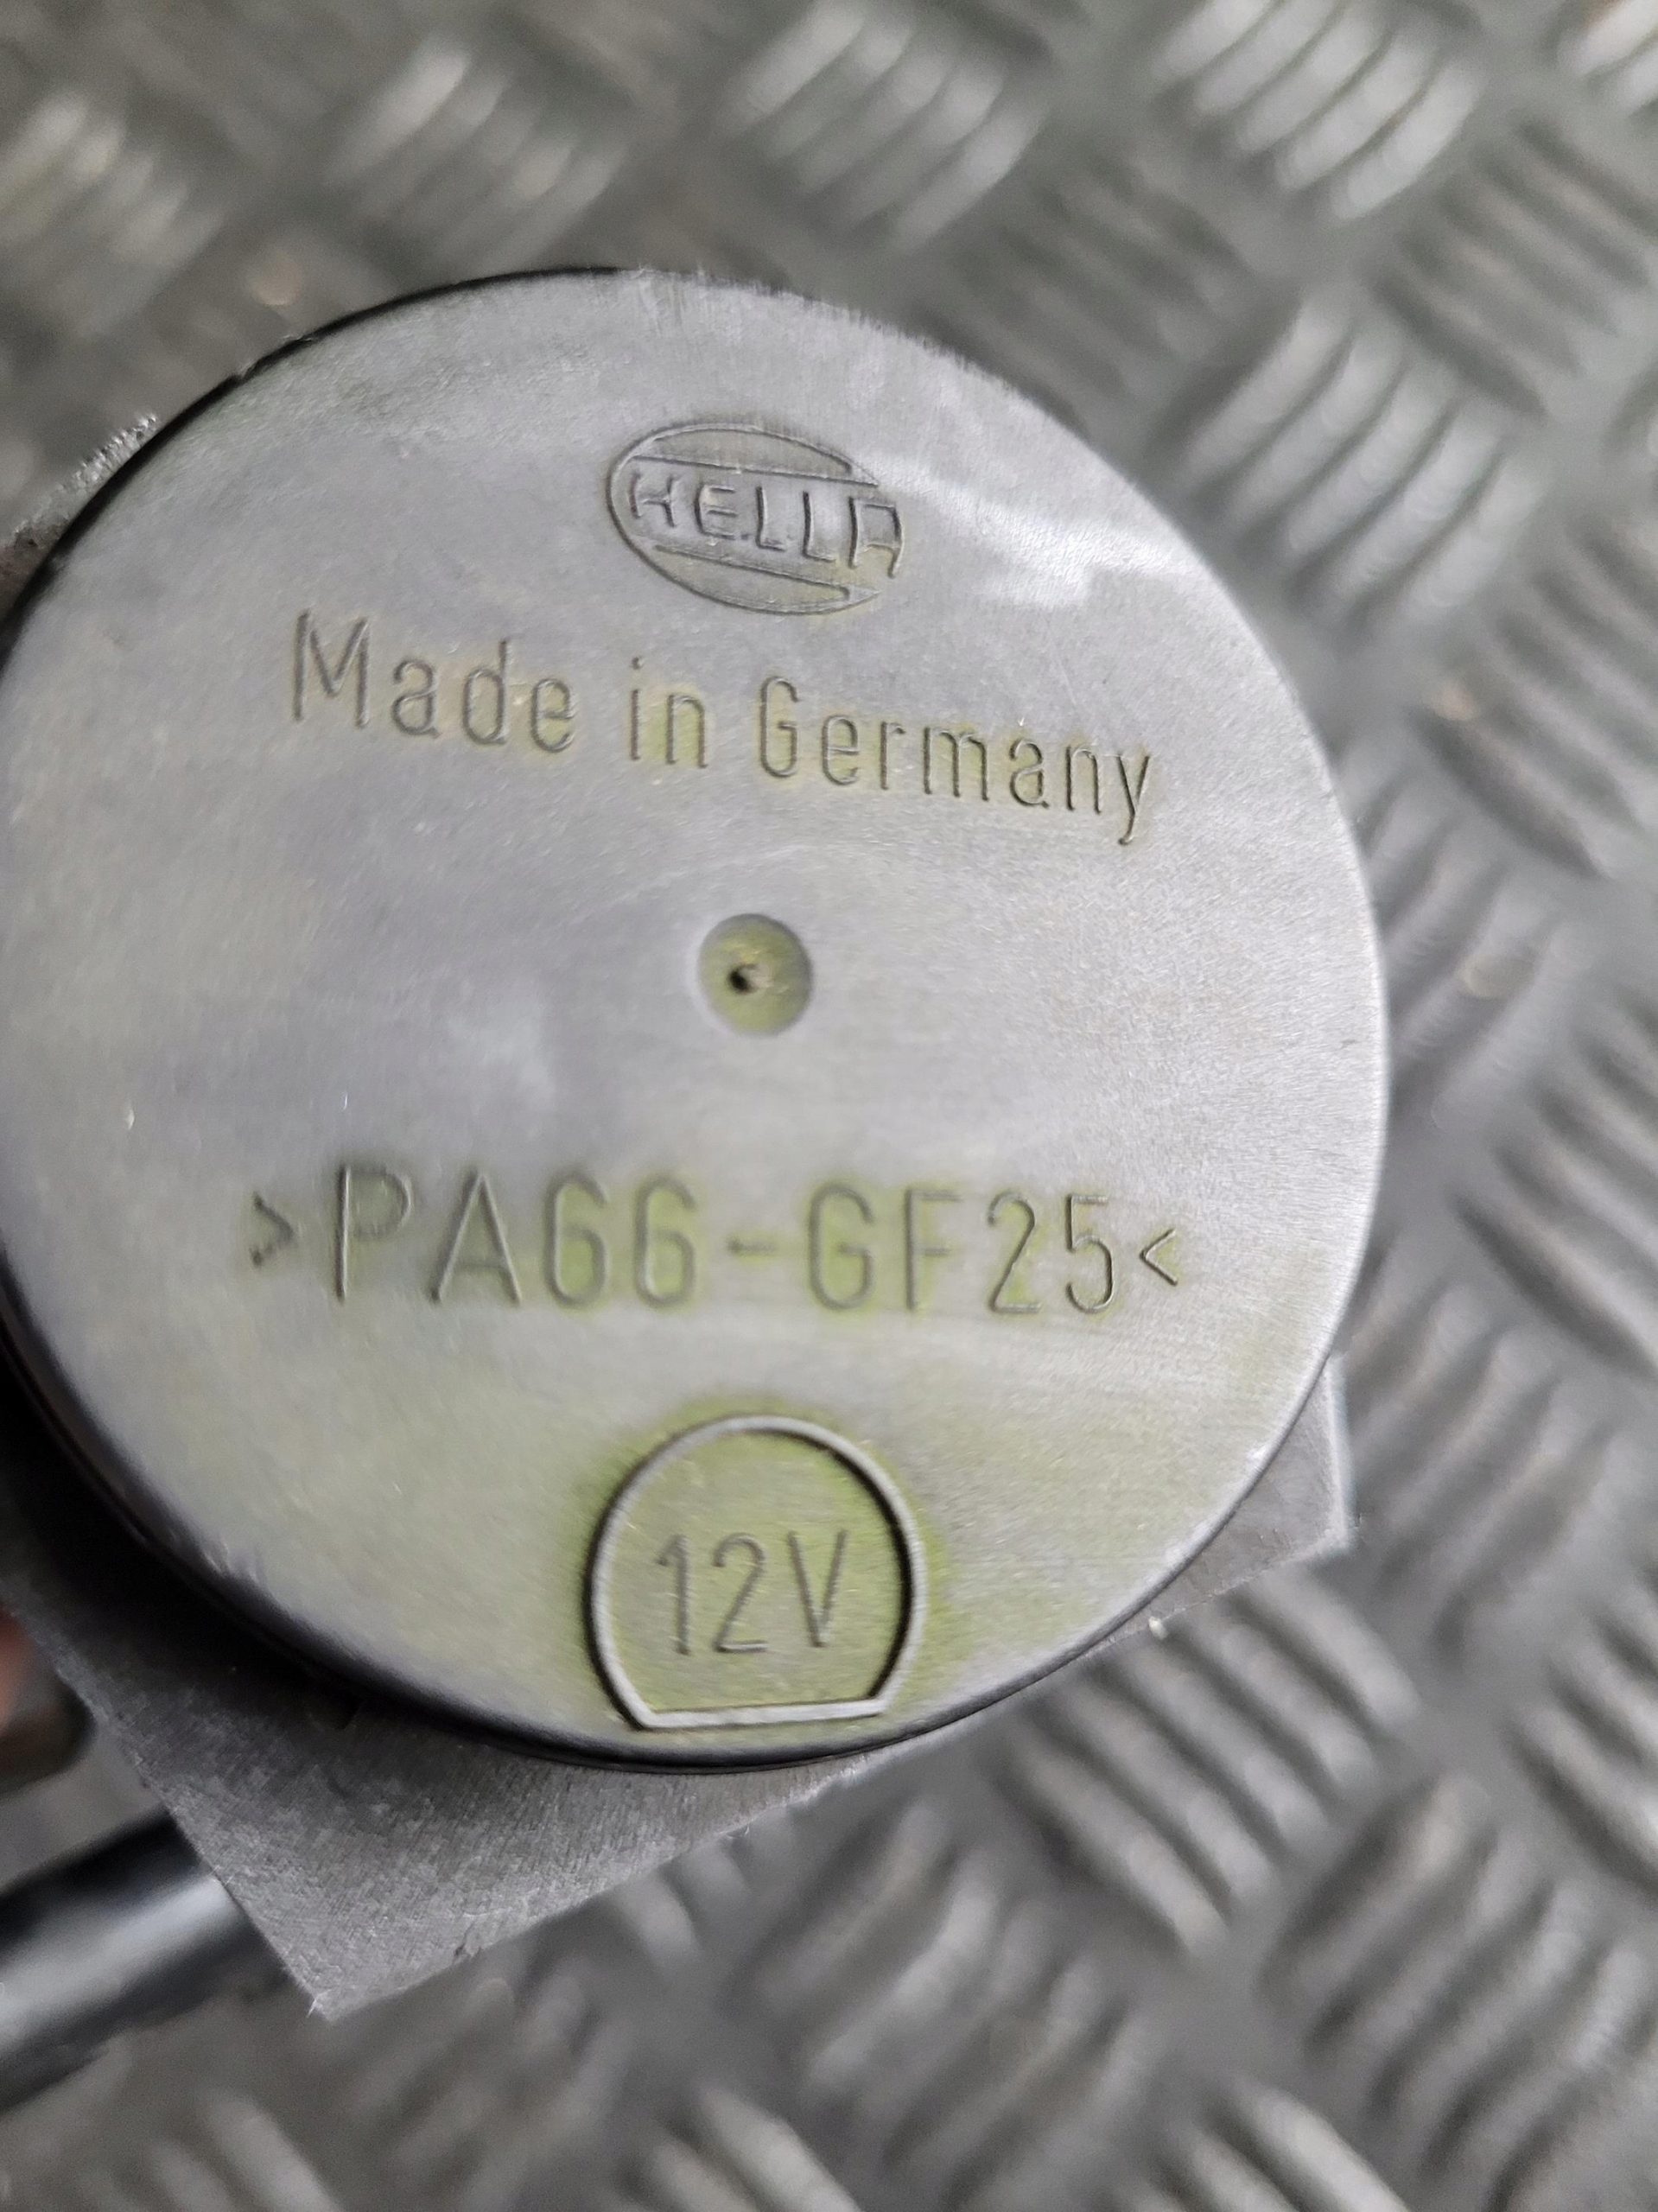 HELLA
Made in Germany
>PA66-GF25<
12V